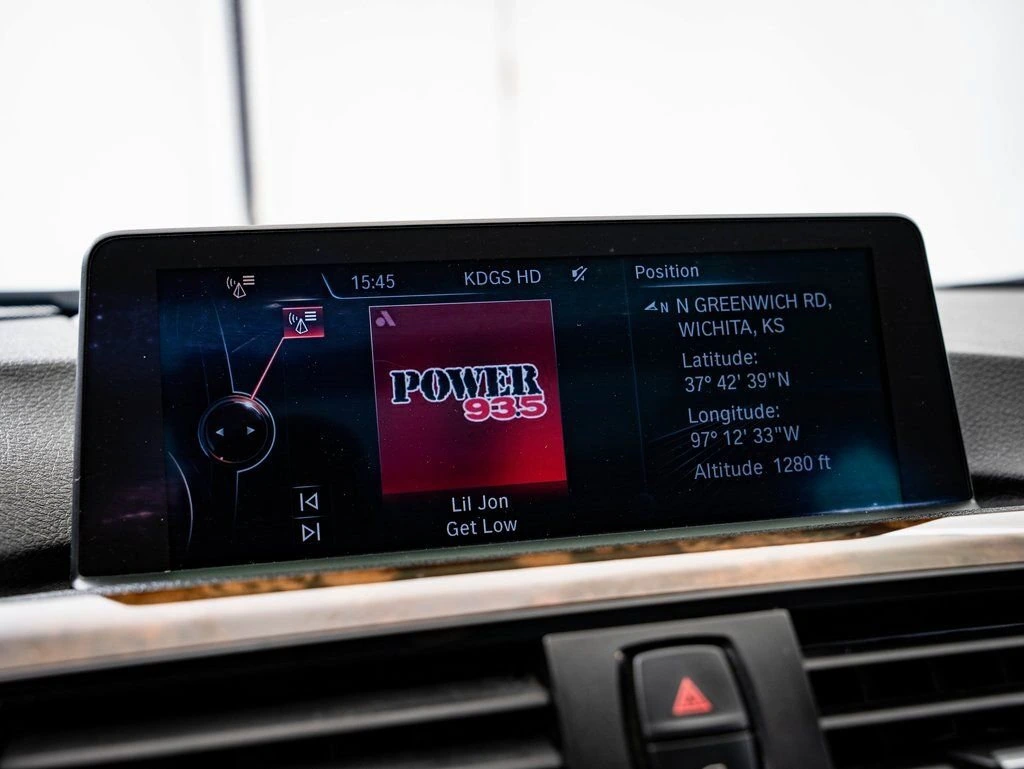 15:45
KDGS HD
POWER
93.5
Lil Jon
Get Low
Position
N N GREENWICH RD,
WICHITA, KS
Latitude:
37° 42' 39"N
Longitude:
97° 12' 33"W
Altitude 1280 ft